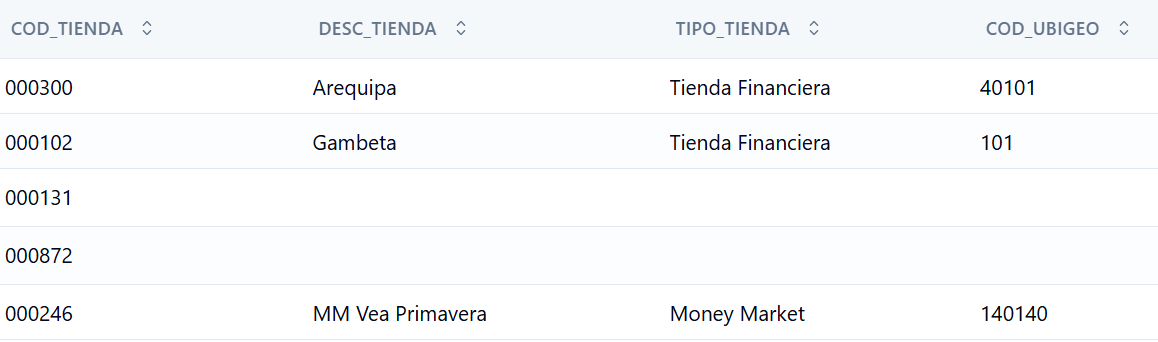 COD_TIENDA DESC_TIENDA TIPO_TIENDA COD_UBIGEO
000300 Arequipa Tienda Financiera 40101
000102 Gambeta Tienda Financiera 101
000131
000872
000246 MM Vea Primavera Money Market 140140